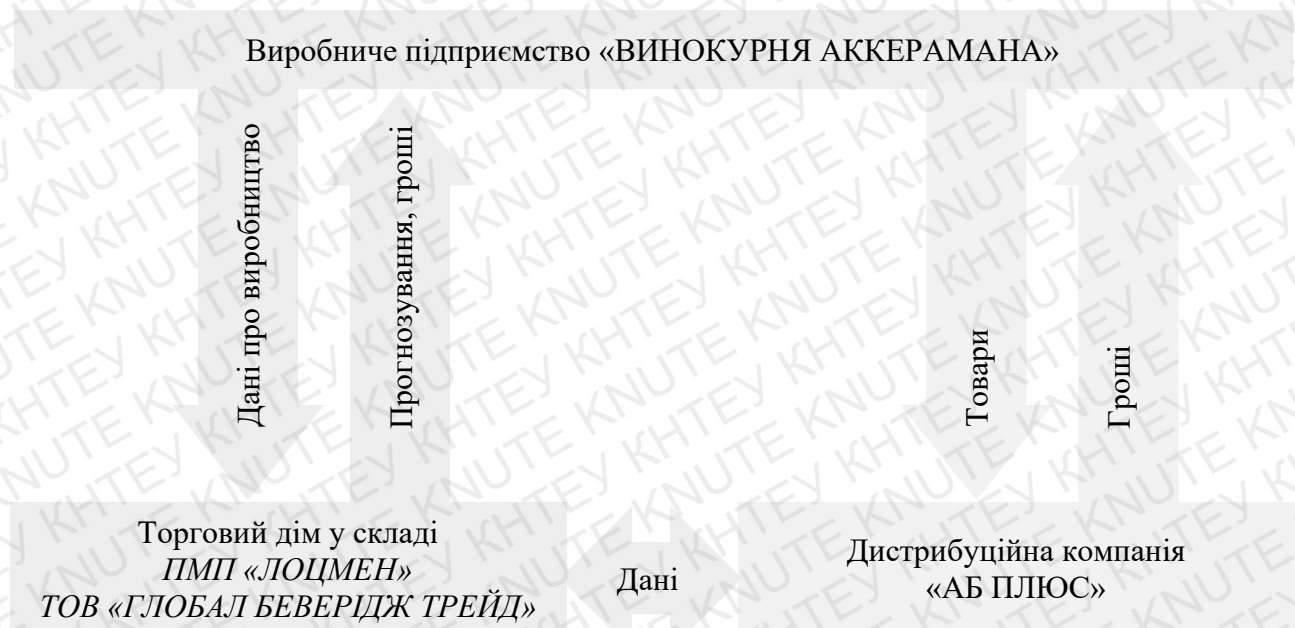 Виробниче підприємство «ВИНОКУРНЯ АККЕРАМАНА»
Дані про виробництво
Прогнозування, гроші
Товари
Гроші
Торговий дім у складі
ПМП «ЛОЦМЕН»
ТОВ «ГЛОБАЛ БЕВЕРІДЖ ТРЕЙД»
Дані
Дистрибуційна компанія
«АБ ПЛЮС»